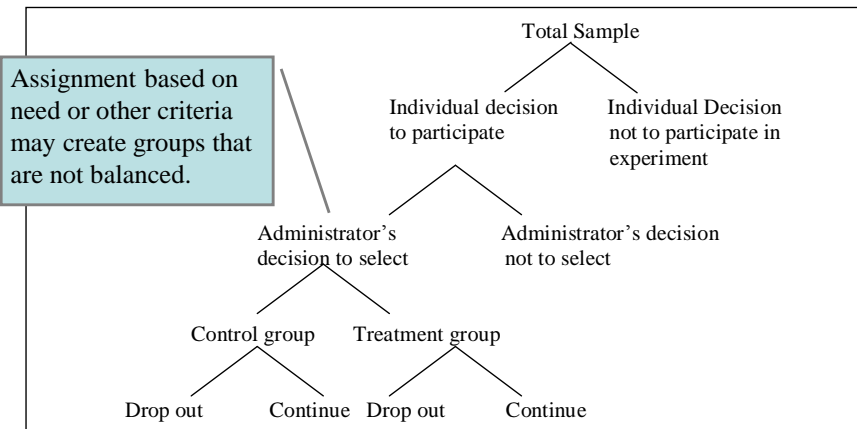 Total Sample
Assignment based on
need or other criteria
may create groups that
are not balanced.
Individual decision
to participate
Individual Decision
not to participate in
experiment
Administrator's
decision to select
Administrator's decision
not to select
Control group
Treatment group
Drop out
Continue
Drop out
Continue